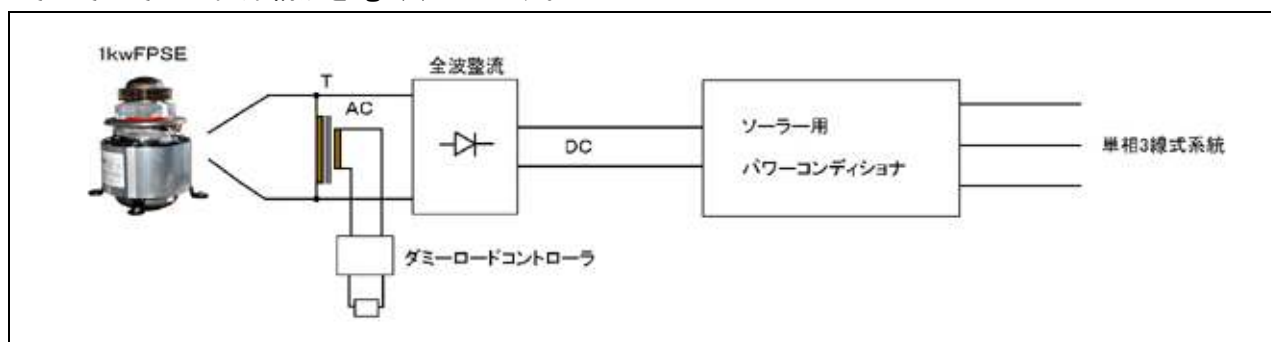 1kwFPSE
T
AC
全波整流
DC
ソーラー用
パワーコンディショナ
単相3線式系統
ダミーロードコントローラ